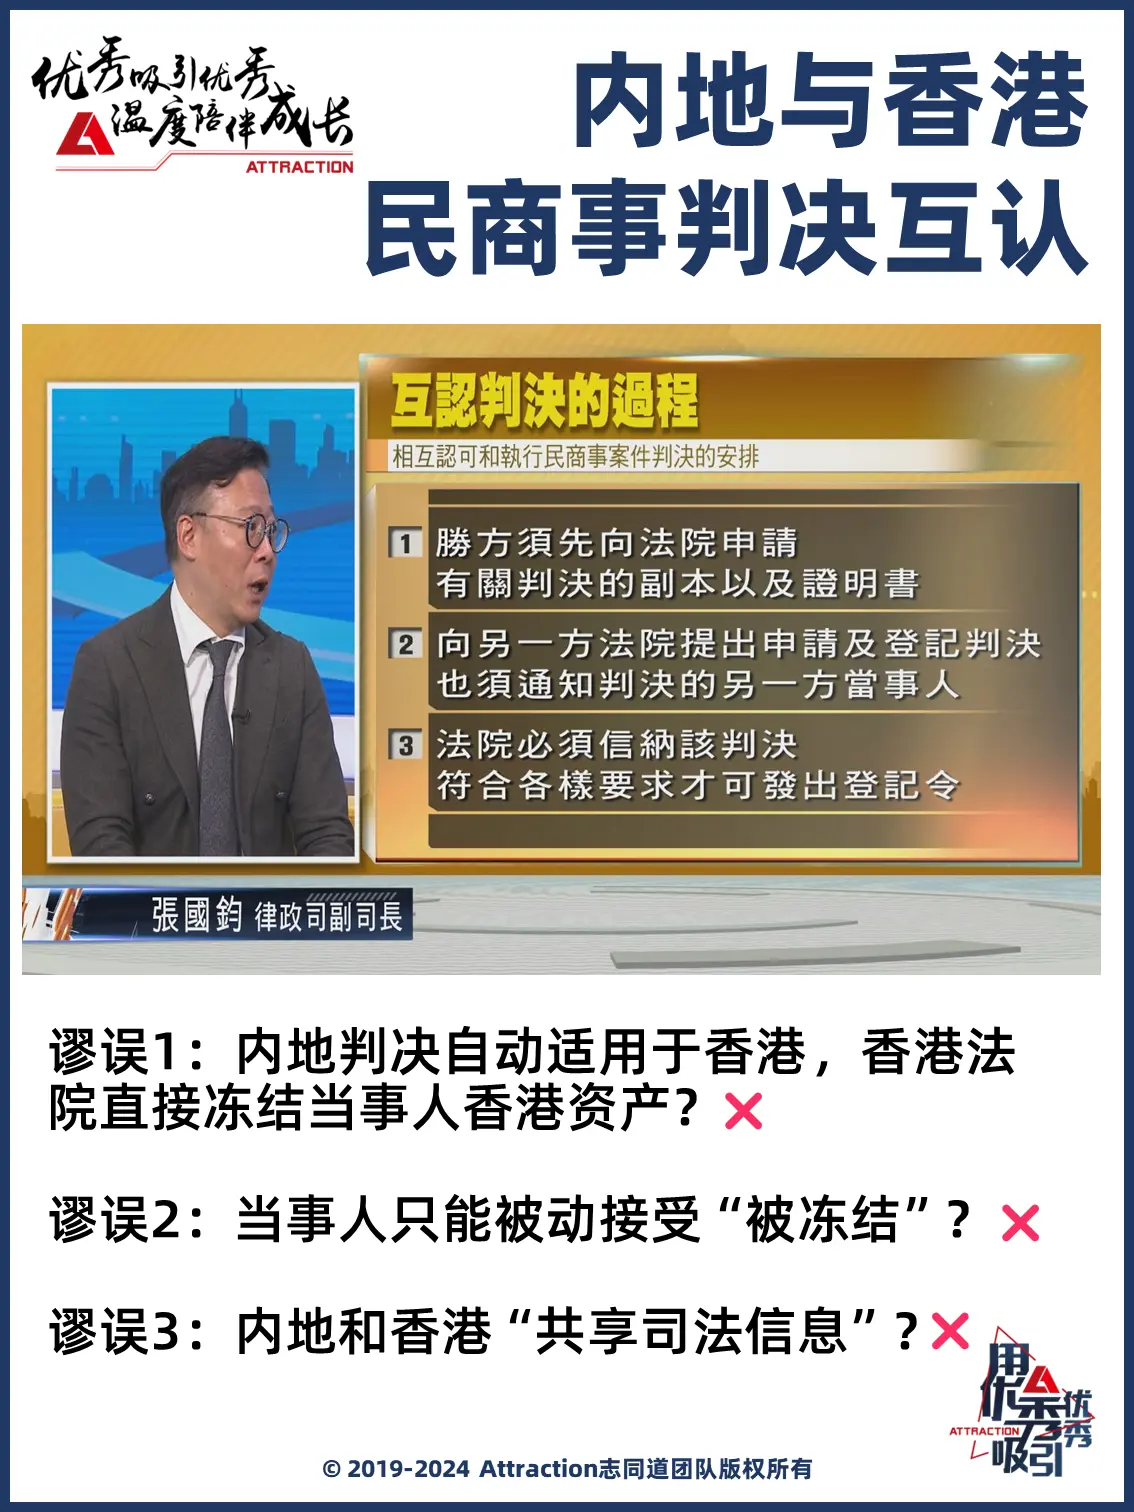 优秀吸引优秀
温度陪伴成长
ATTRACTION
内地与香港
民商事判决互认
互認判決的過程
相互認可和執行民商事案件判決的安排
1 勝方須先向法院申請
有關判決的副本以及證明書
2 向另一方法院提出申請及登記判決
也須通知判決的另一方當事人
3 法院必須信納該判決
符合各樣要求才可發出登記令
張國鈞 律政司副司長
谬误1：内地判决自动适用于香港，香港法
院直接冻结当事人香港资产？❌
谬误2：当事人只能被动接受“被冻结”？❌
谬误3：内地和香港“共享司法信息”？❌
用优秀
吸引优秀
ATTRACTION
© 2019-2024 Attraction志同道团队版权所有